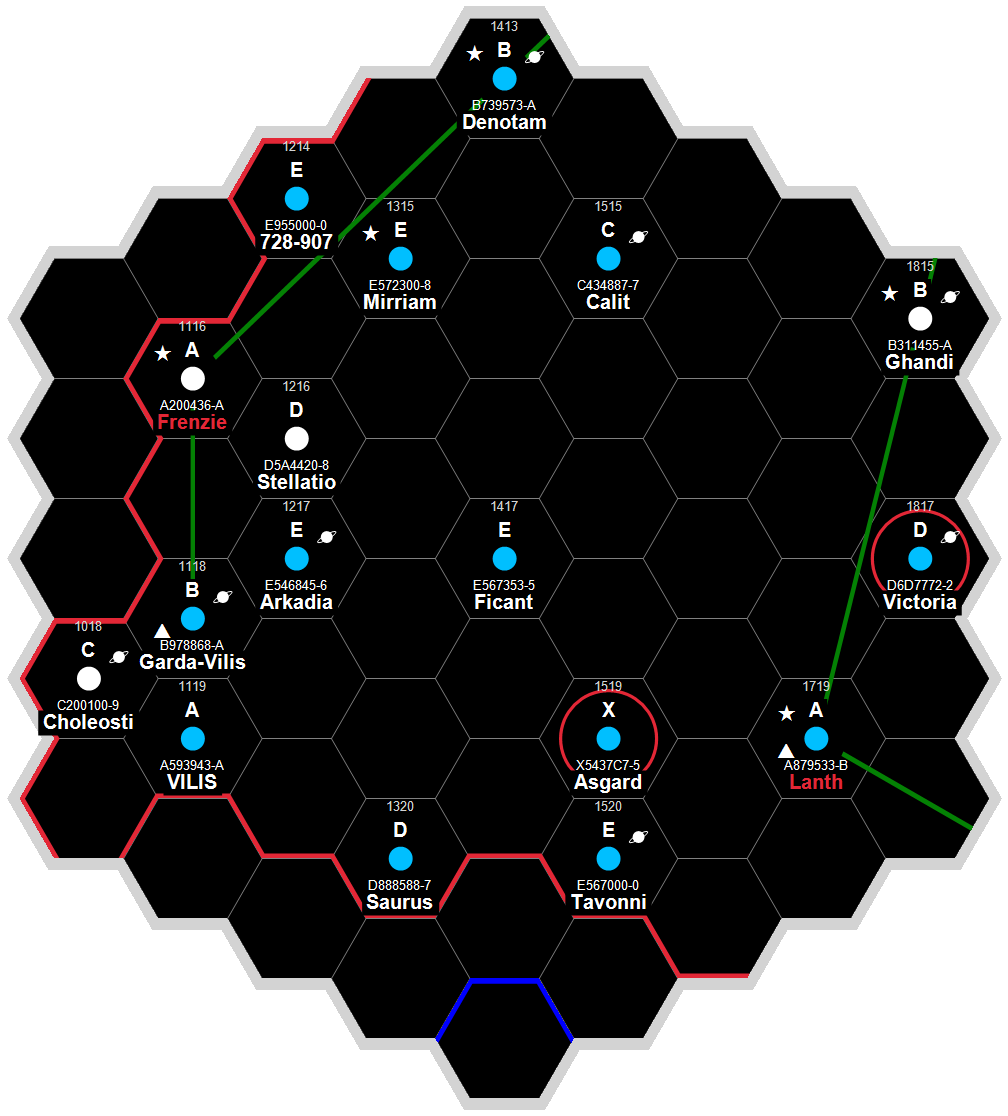 1413
B
B739573-A
Denotam
1214
E
E955000-0
728-907
1315
E
E572300-8
Mirriam
1515
C
C434887-7
Calit
1815
B
B311455-A
Ghandi
1116
A
A200436-A
Frenzie
1216
D
D5A4420-8
Stellatio
1217
E
E546845-6
Arkadia
1417
E
E567353-5
Ficant
1817
D
D6D7772-2
Victoria
1118
B
B978868-A
Garda-Vilis
1018
C
C200100-9
Choleosti
1119
A
A593943-A
VILIS
1519
X
X5437C7-5
Asgard
1719
A
A879533-B
Lanth
1320
D
D888588-7
Saurus
1520
E
E567000-0
Tavonni